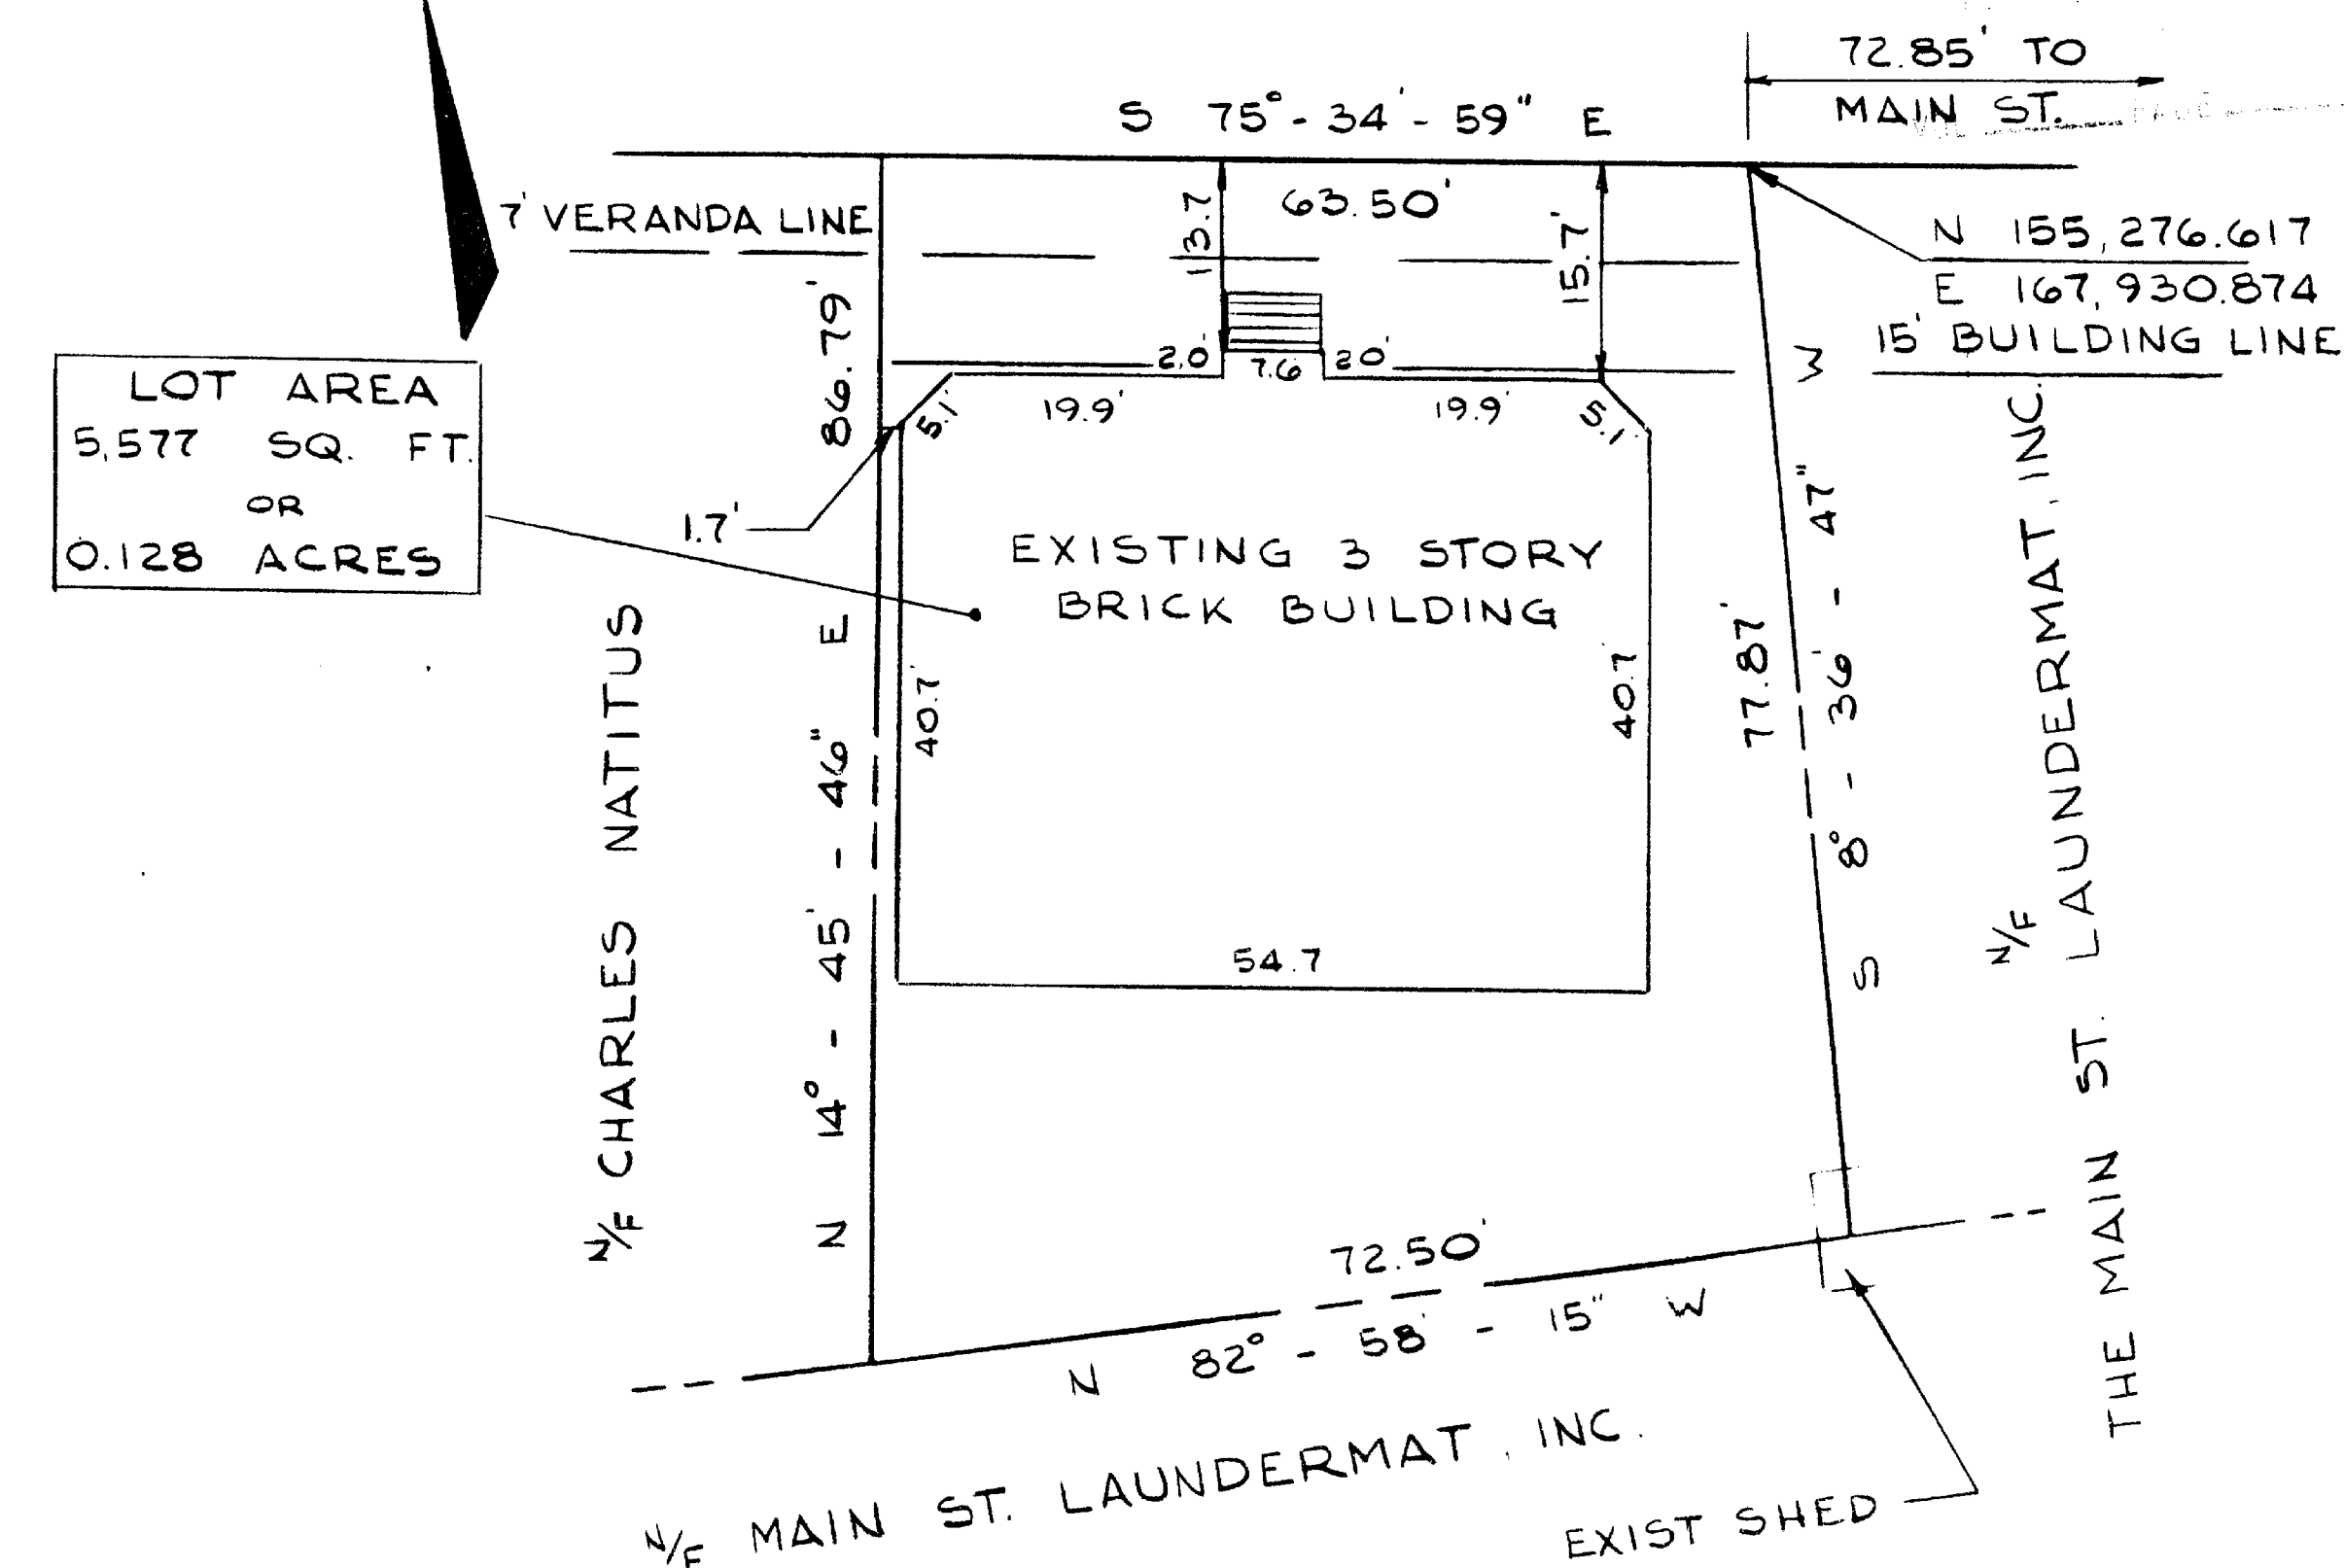 72.85' TO
MAIN ST.
S 75° - 34' - 59" E
7' VERANDA LINE
63.50'
13.7
15.7'
N 155,276.617
E 167,930.874
15' BUILDING LINE
86.79'
LOT AREA
5,577 SQ. FT.
OR
0.128 ACRES
2.0'
7.6
2.0'
5.1'
19.9'
19.9'
5.1'
1.7'
EXISTING 3 STORY
BRICK BUILDING
40.7
40.7
54.7
77.87'
S 8° - 36' - 47" W
N 14° - 45' - 46" E
N/F CHARLES NATITUS
N/F
THE MAIN ST. LAUNDERMAT, INC.
72.50'
N 82° - 58' - 15" W
N/F MAIN ST. LAUNDERMAT, INC.
EXIST SHED